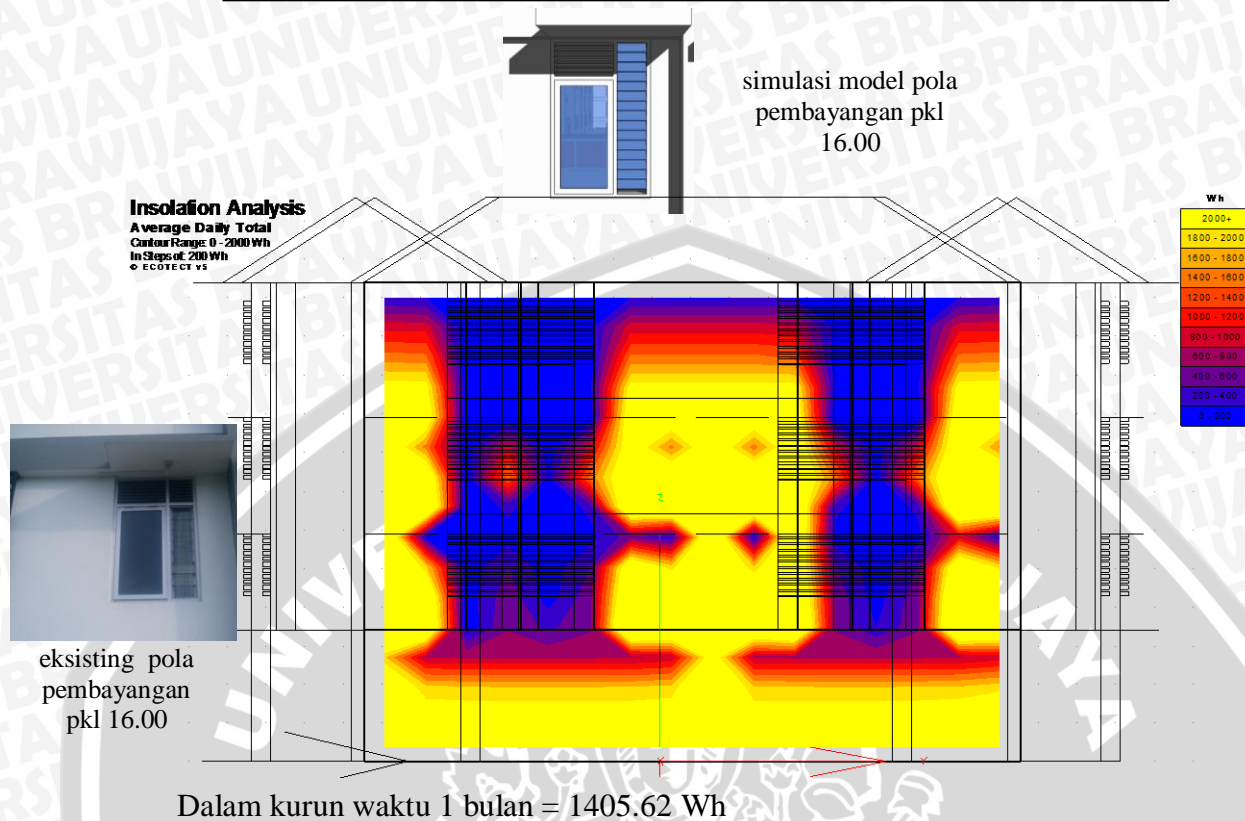 simulasi model pola
pembayangan pkl
16.00
Insolation Analysis
Average Daily Total
Contour Range: 0 - 2000 Wh
In Steps of: 200 Wh
© ECOTECT v5
Wh
2000+
1800 - 2000
1600 - 1800
1400 - 1600
1200 - 1400
1000 - 1200
800 - 1000
600 - 800
400 - 600
200 - 400
0 - 200
Z
X
eksisting pola
pembayangan
pkl 16.00
Dalam kurun waktu 1 bulan = 1405.62 Wh
UNIVERSITAS BRAWIJAYA